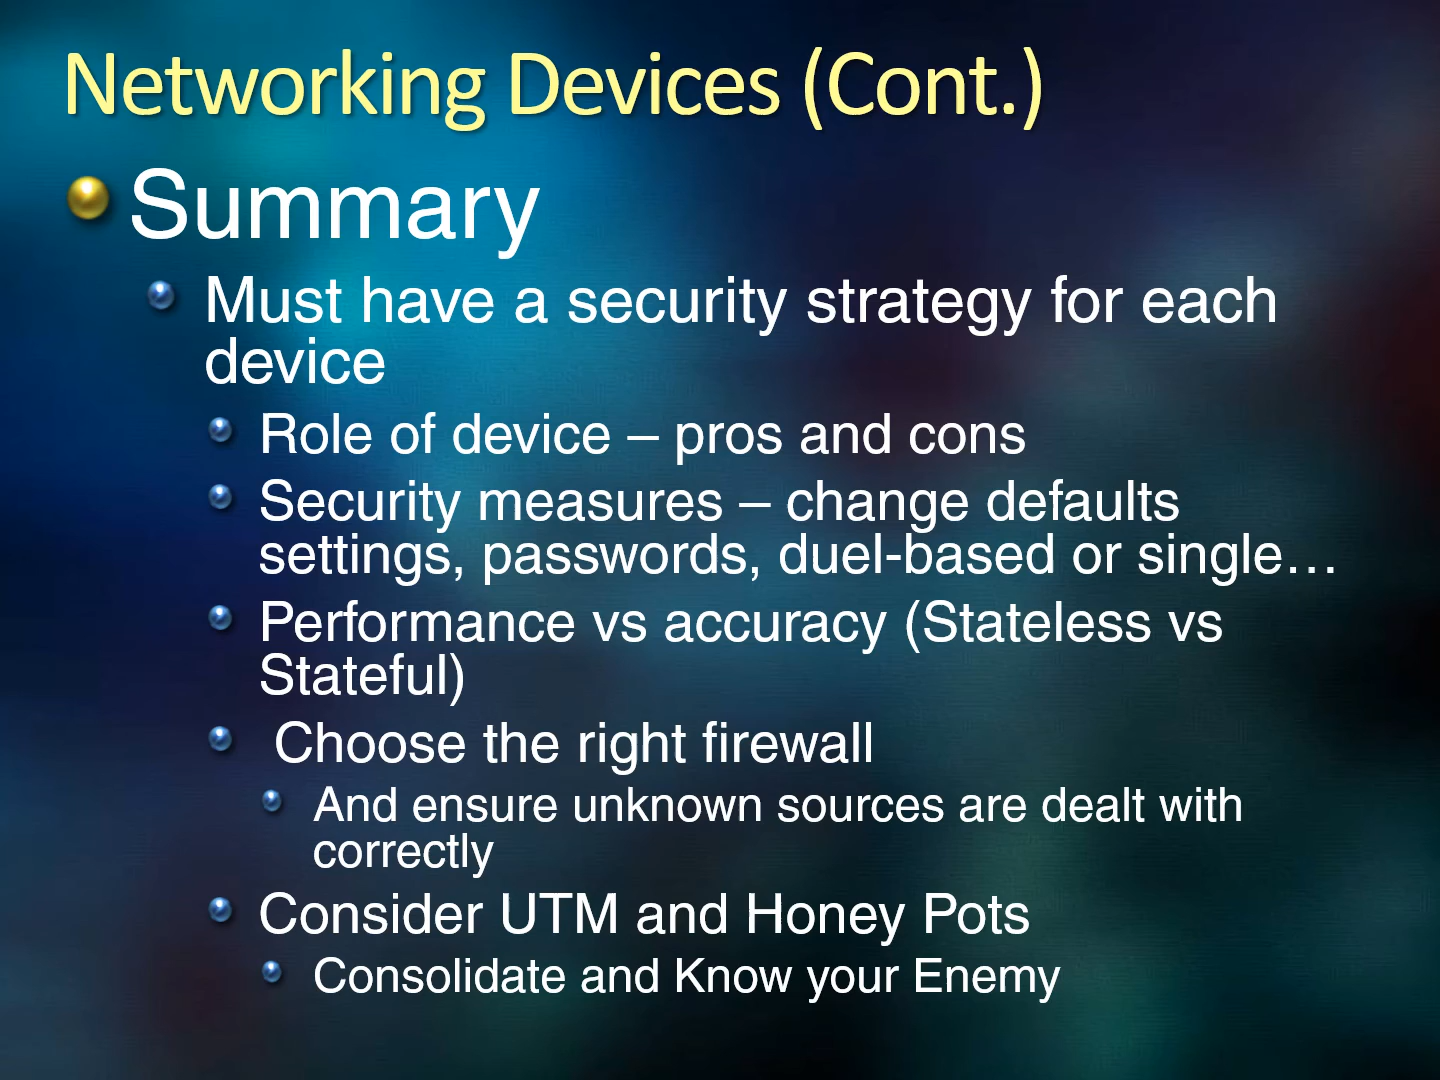 Networking Devices (Cont.)
Summary
Must have a security strategy for each
device
Role of device – pros and cons
Security measures – change defaults
settings, passwords, duel-based or single…
Performance vs accuracy (Stateless vs
Stateful)
Choose the right firewall
And ensure unknown sources are dealt with
correctly
Consider UTM and Honey Pots
Consolidate and Know your Enemy